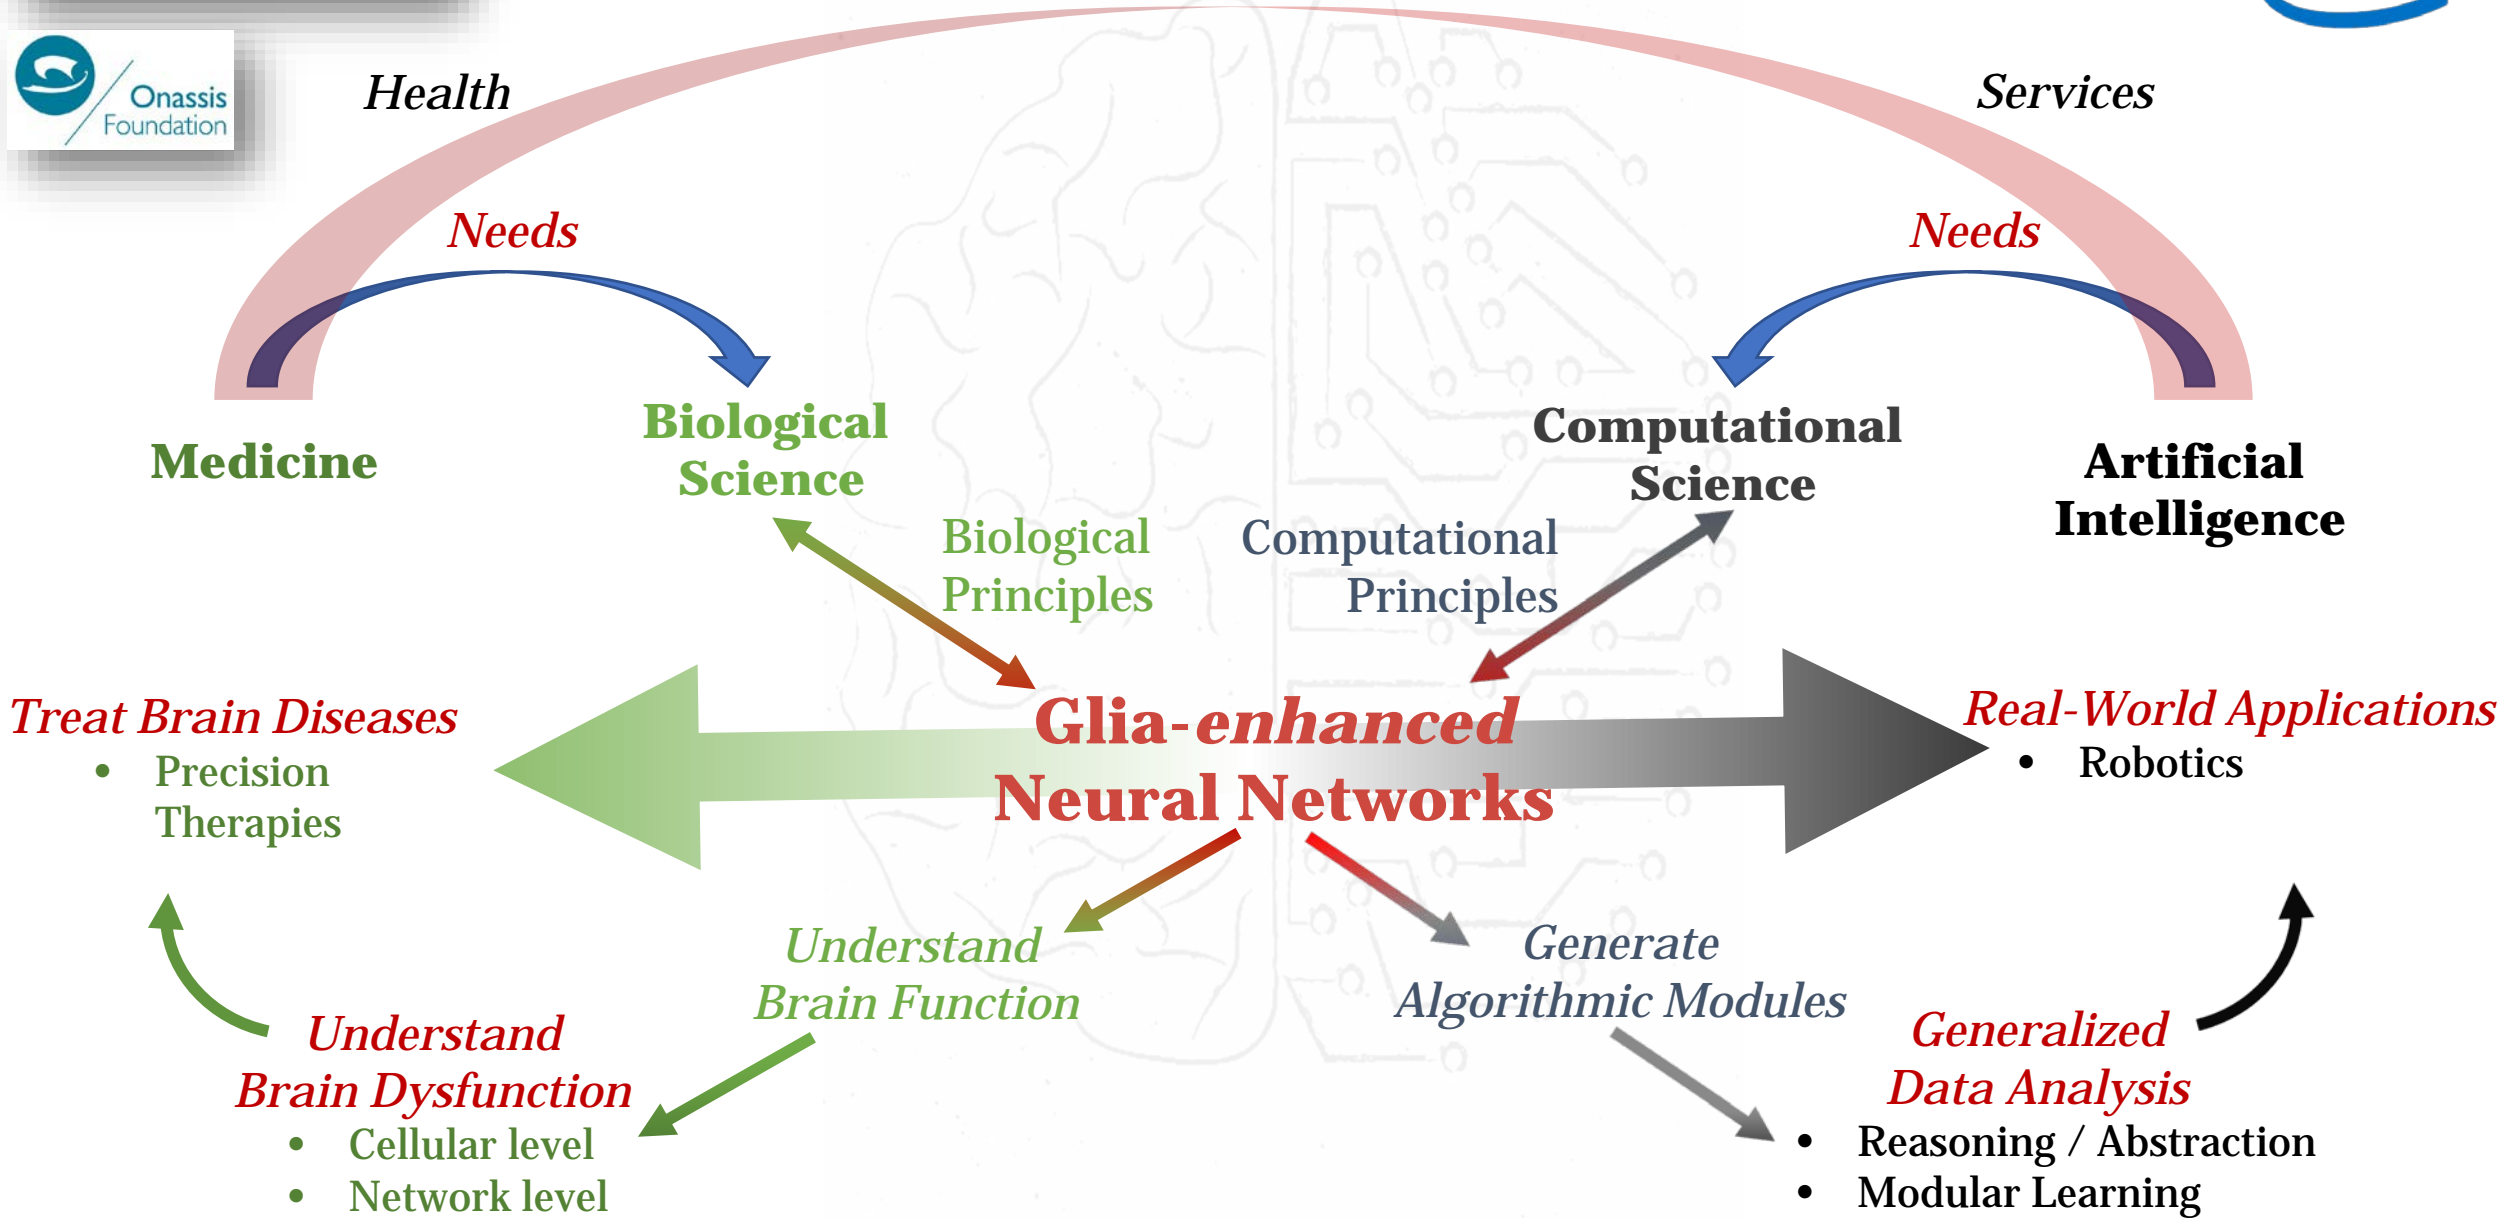 Onassis
Foundation
Health
Services
Needs
Needs
Medicine
Biological
Science
Computational
Science
Artificial
Intelligence
Biological
Principles
Computational
Principles
Glia-enhanced
Neural Networks
Treat Brain Diseases
• Precision
Therapies
Real-World Applications
• Robotics
Understand
Brain Function
Generate
Algorithmic Modules
Understand
Brain Dysfunction
• Cellular level
• Network level
Generalized
Data Analysis
• Reasoning / Abstraction
• Modular Learning